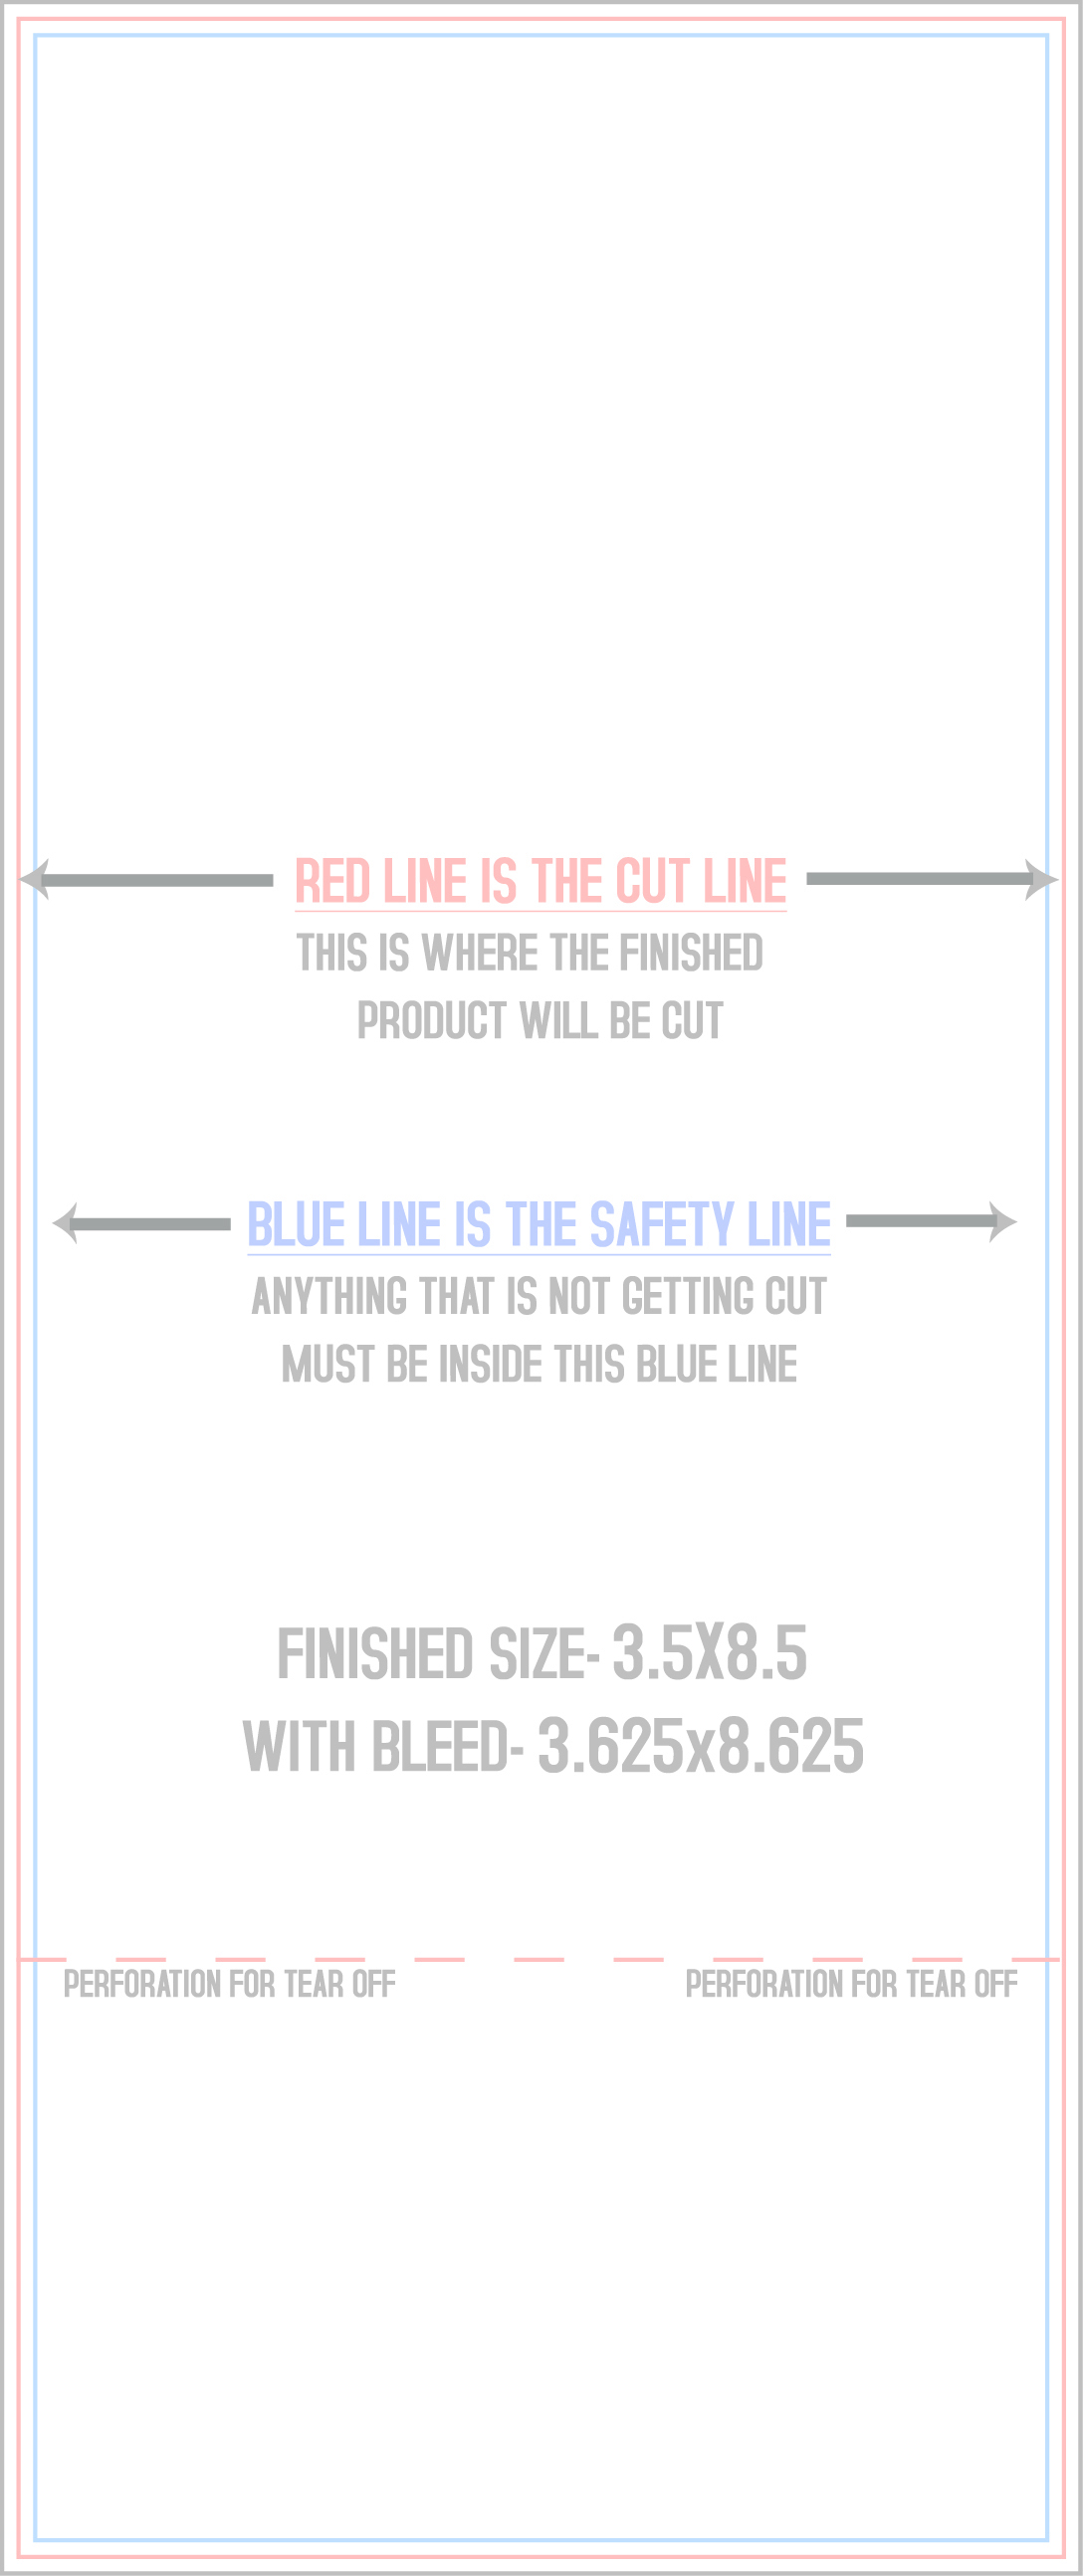 RED LINE IS THE CUT LINE
THIS IS WHERE THE FINISHED
PRODUCT WILL BE CUT
BLUE LINE IS THE SAFETY LINE
ANYTHING THAT IS NOT GETTING CUT
MUST BE INSIDE THIS BLUE LINE
FINISHED SIZE- 3.5X8.5
WITH BLEED- 3.625x8.625
PERFORATION FOR TEAR OFF PERFORATION FOR TEAR OFF